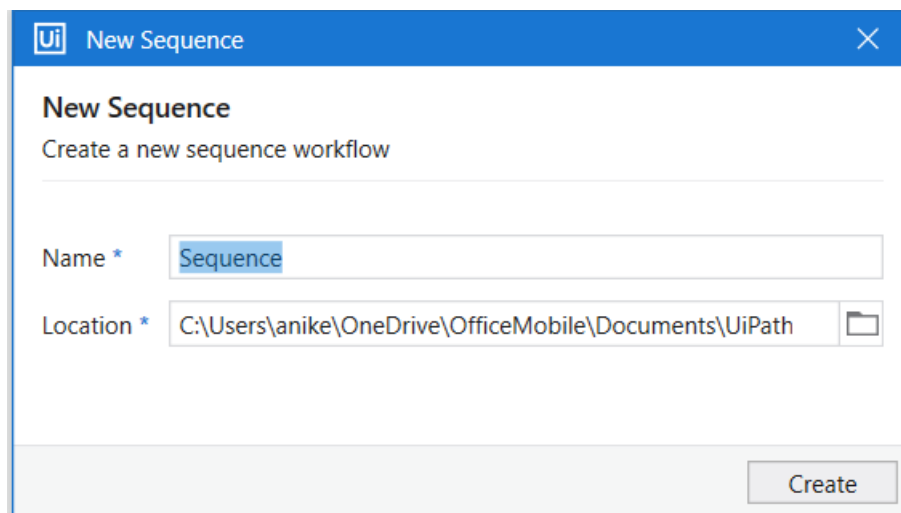 Ui New Sequence
New Sequence
Create a new sequence workflow
Name * Sequence
Location * C:\Users\anike\OneDrive\OfficeMobile\Documents\UiPath
Create